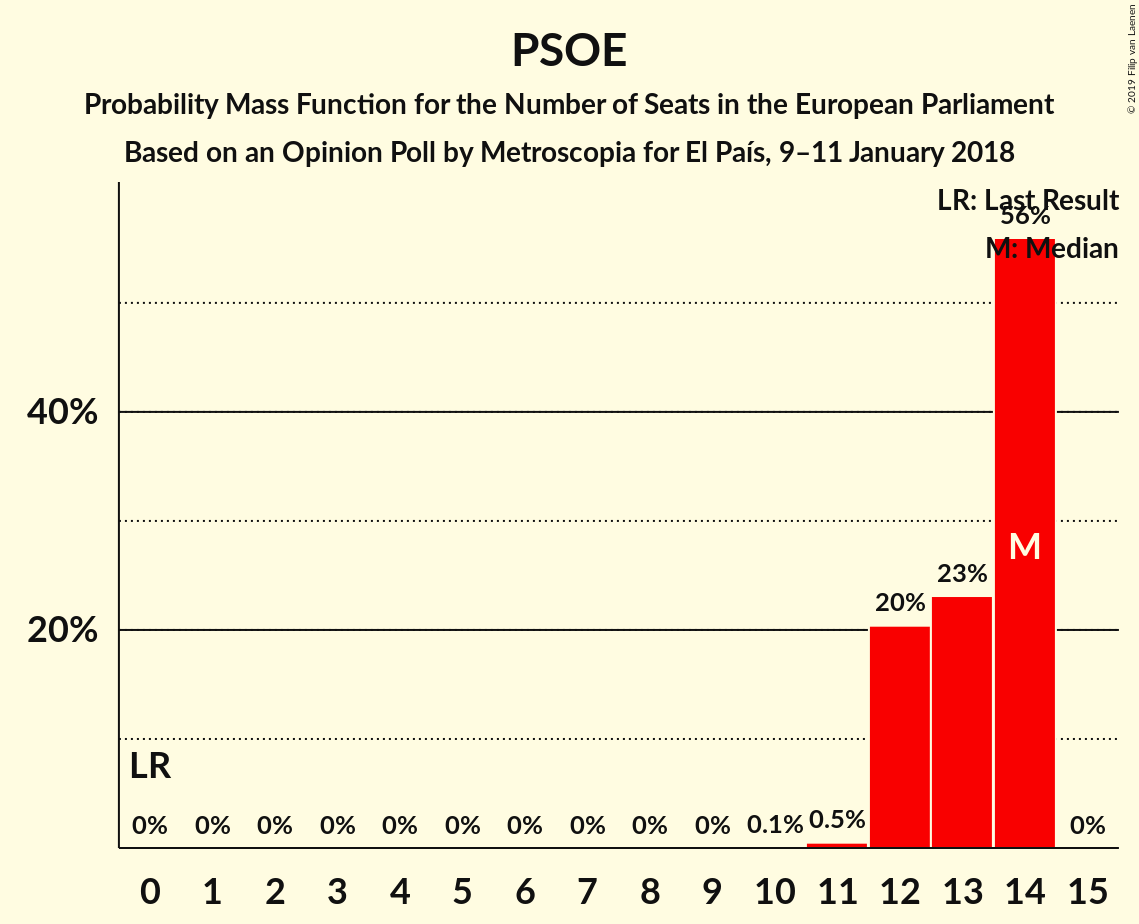 PSOE
Probability Mass Function for the Number of Seats in the European Parliament
Based on an Opinion Poll by Metroscopia for El País, 9–11 January 2018
© 2019 Filip van Laenen
LR: Last Result
56%
M: Median
40%
M
23%
20%
20%
LR
0% 0% 0% 0% 0% 0% 0% 0% 0% 0% 0.1% 0.5% 0%
0 1 2 3 4 5 6 7 8 9 10 11 12 13 14 15